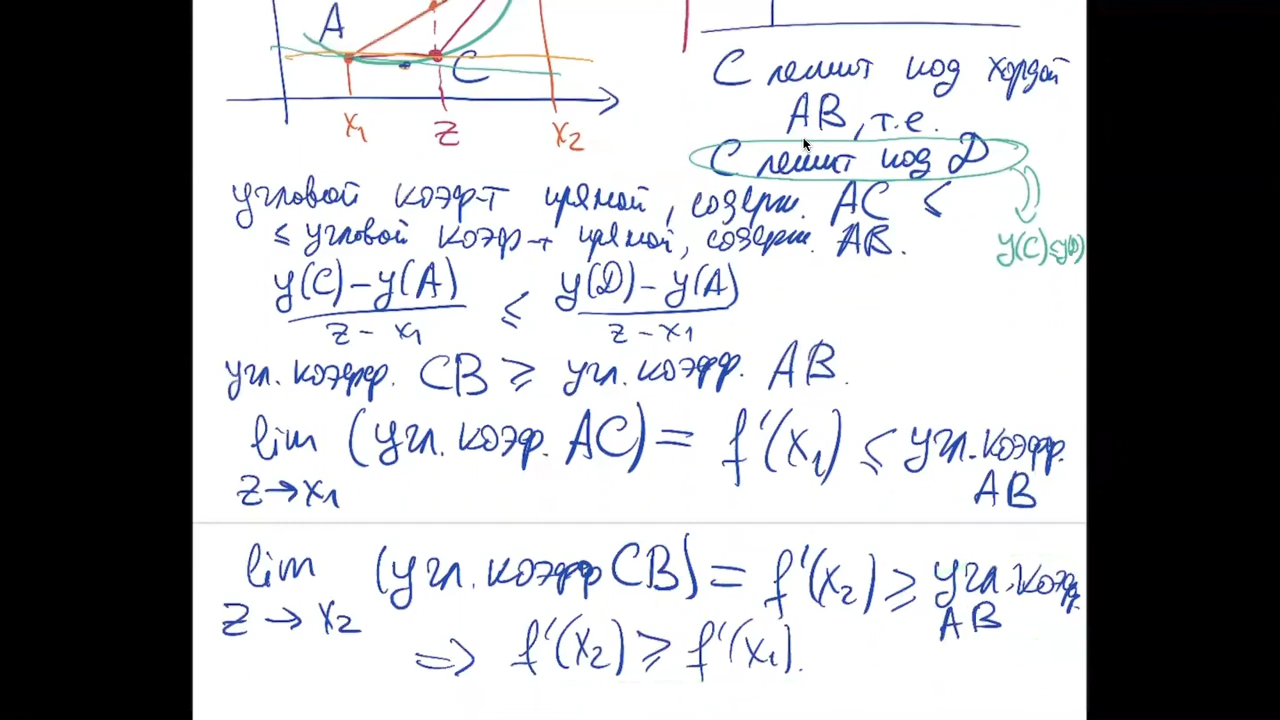 A
C
x₁ z x₂
C лежит под хордой
AB, т.е.
C лежит под D
y(C)≤y(D)
угловой коэф-т прямой, содерж. AC ≤
≤ угловой коэф-т прямой, содерж. AB.
y(C)-y(A) / z-x₁ ≤ y(D)-y(A) / z-x₁
угл. коэфф. CB ≥ угл. коэфф. AB.
lim (угл. коэф. AC) = f'(x₁) ≤ угл. коэфф.
z→x₁ AB
lim (угл. коэфф CB) = f'(x₂) ≥ угл. коэфф.
z→x₂ AB
⇒ f'(x₂) ≥ f'(x₁).